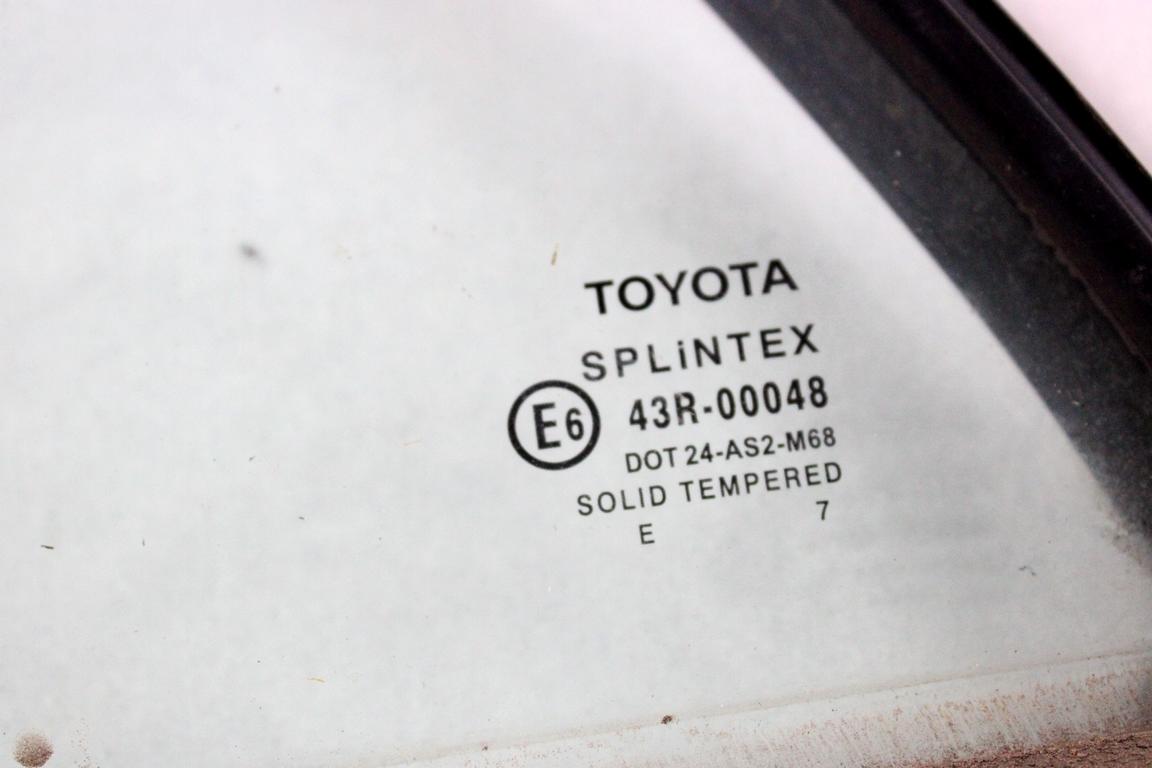 TOYOTA
SPLiNTEX
E6 43R-00048
DOT 24-AS2-M68
SOLID TEMPERED
E 7